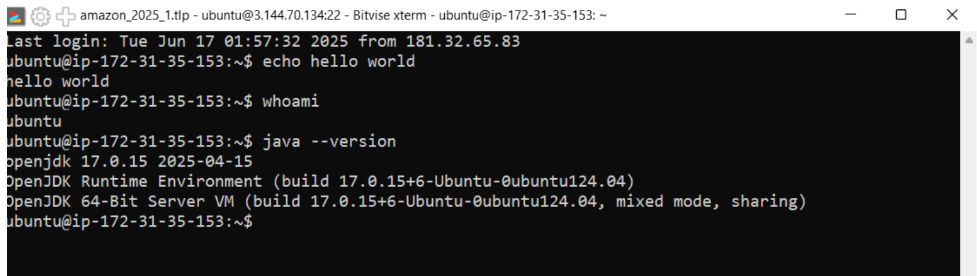 amazon_2025_1.tlp - ubuntu@3.144.70.134:22 - Bitvise xterm - ubuntu@ip-172-31-35-153: ~
Last login: Tue Jun 17 01:57:32 2025 from 181.32.65.83
ubuntu@ip-172-31-35-153:~$ echo hello world
hello world
ubuntu@ip-172-31-35-153:~$ whoami
ubuntu
ubuntu@ip-172-31-35-153:~$ java --version
openjdk 17.0.15 2025-04-15
OpenJDK Runtime Environment (build 17.0.15+6-Ubuntu-0ubuntu124.04)
OpenJDK 64-Bit Server VM (build 17.0.15+6-Ubuntu-0ubuntu124.04, mixed mode, sharing)
ubuntu@ip-172-31-35-153:~$